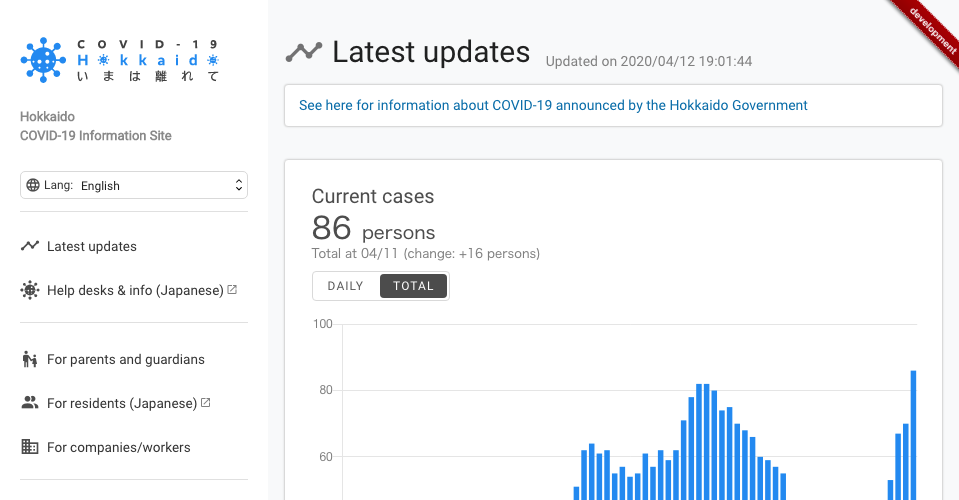 COVID-19
Hokkaido
いまは離れて
Hokkaido
COVID-19 Information Site
Lang: English
Latest updates
Help desks & info (Japanese)
For parents and guardians
For residents (Japanese)
For companies/workers
development
Latest updates
Updated on 2020/04/12 19:01:44
See here for information about COVID-19 announced by the Hokkaido Government
Current cases
86 persons
Total at 04/11 (change: +16 persons)
DAILY TOTAL
100
80
60